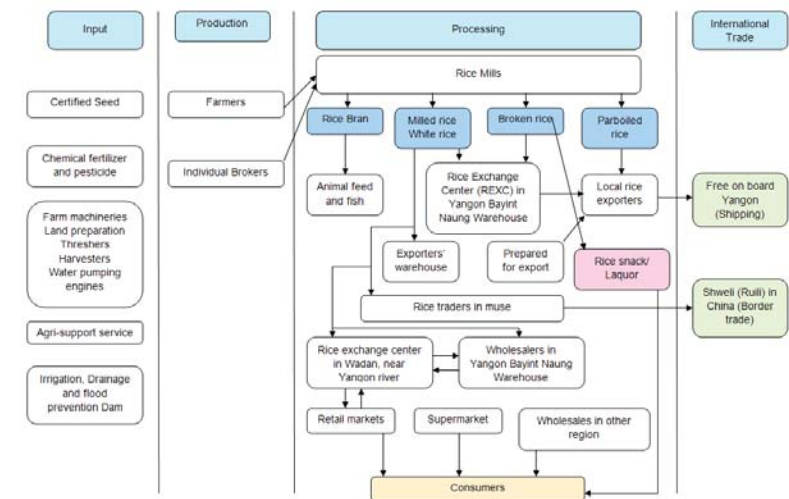 Input
Production
Processing
International
Trade
Certified Seed
Chemical fertilizer
and pesticide
Farm machineries
Land preparation
Threshers
Harvesters
Water pumping
engines
Agri-support service
Irrigation, Drainage
and flood
prevention Dam
Farmers
Individual Brokers
Rice Mills
Rice Bran
Milled rice
White rice
Broken rice
Parboiled
rice
Animal feed
and fish
Rice Exchange
Center (REXC) in
Yangon Bayint
Naung Warehouse
Local rice
exporters
Exporters'
warehouse
Prepared
for export
Rice snack/
Laquor
Rice traders in muse
Rice exchange center
in Wadan, near
Yangon river
Wholesalers in
Yangon Bayint Naung
Warehouse
Retail markets
Supermarket
Wholesales in other
region
Consumers
Free on board
Yangon
(Shipping)
Shweli (Ruili) in
China (Border
trade)